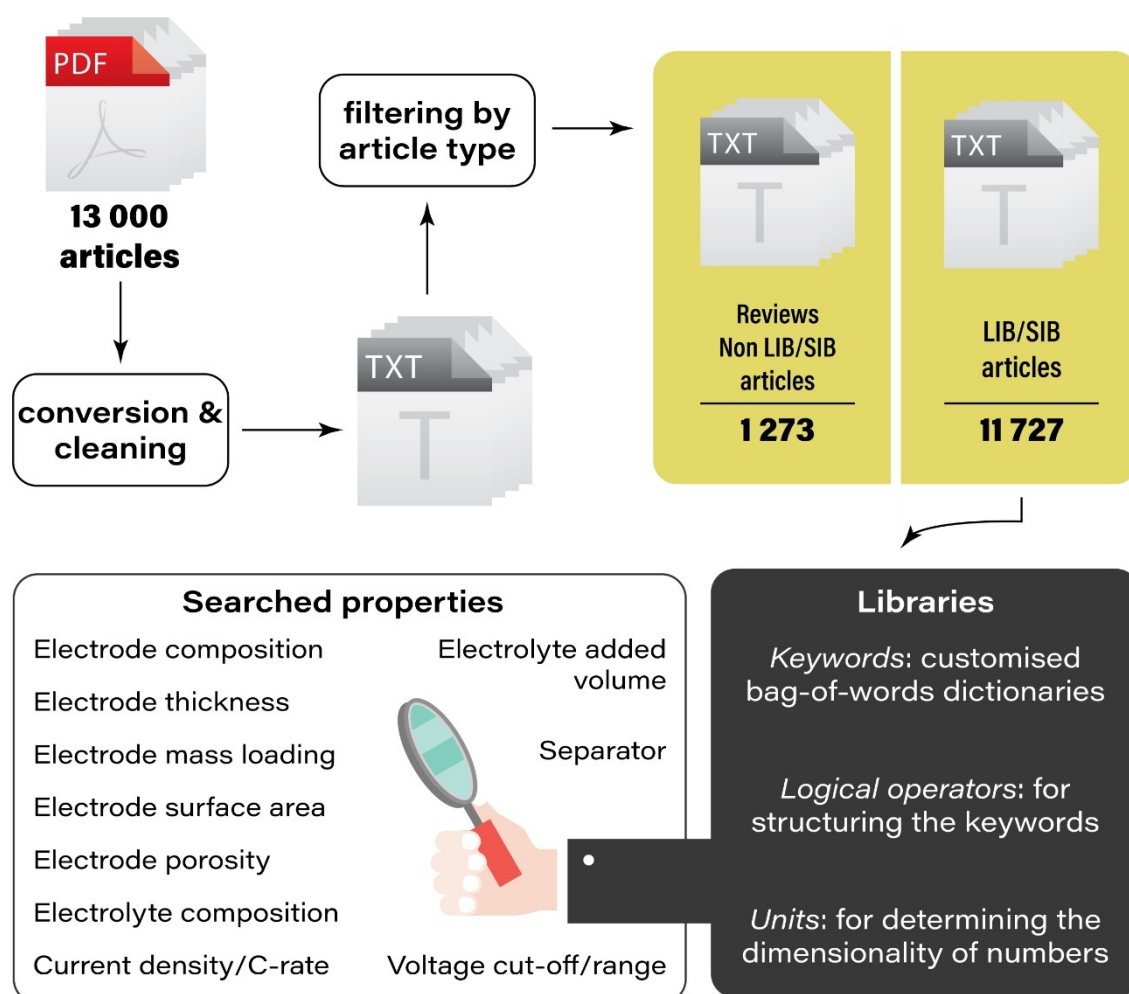 PDF
13 000
articles
conversion &
cleaning
TXT
T
filtering by
article type
TXT
T
Reviews
Non LIB/SIB
articles
1 273
TXT
T
LIB/SIB
articles
11 727
Searched properties
Electrode composition
Electrode thickness
Electrode mass loading
Electrode surface area
Electrode porosity
Electrolyte composition
Current density/C-rate
Electrolyte added
volume
Separator
Voltage cut-off/range
Libraries
Keywords: customised
bag-of-words dictionaries
Logical operators: for
structuring the keywords
Units: for determining the
dimensionality of numbers